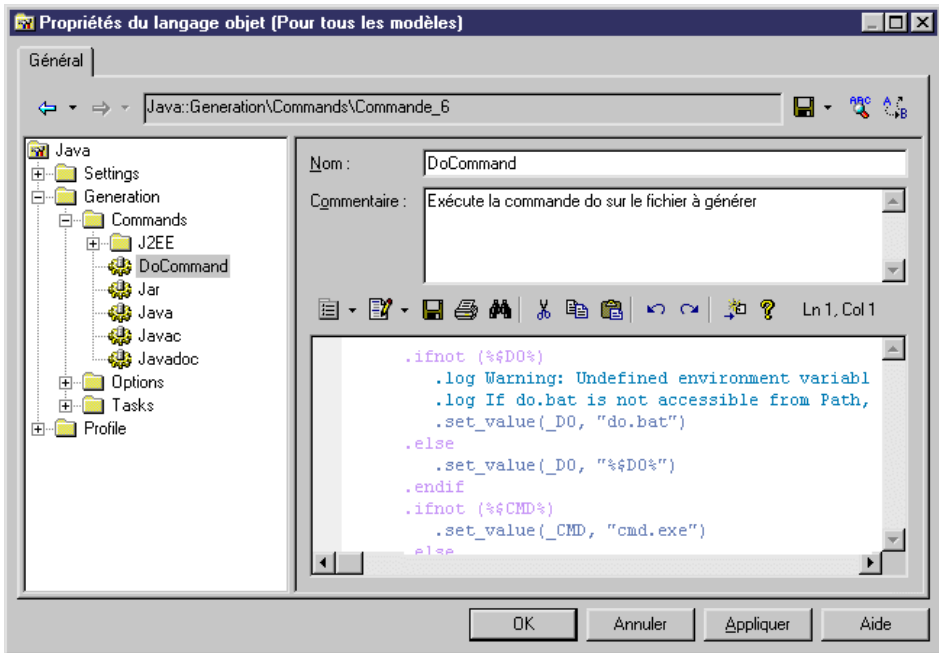 Propriétés du langage objet (Pour tous les modèles)
Général
Java::Generation\Commands\Commande_6
Java
Settings
Generation
Commands
J2EE
DoCommand
Jar
Java
Javac
Javadoc
Options
Tasks
Profile
Nom :
DoCommand
Commentaire :
Exécute la commande do sur le fichier à générer
Ln 1, Col 1
.ifnot (%$DO%)
.log Warning: Undefined environment variabl
.log If do.bat is not accessible from Path,
.set_value(_DO, "do.bat")
.else
.set_value(_DO, "%$DO%")
.endif
.ifnot (%$CMD%)
.set_value(_CMD, "cmd.exe")
.else
OK
Annuler
Appliquer
Aide